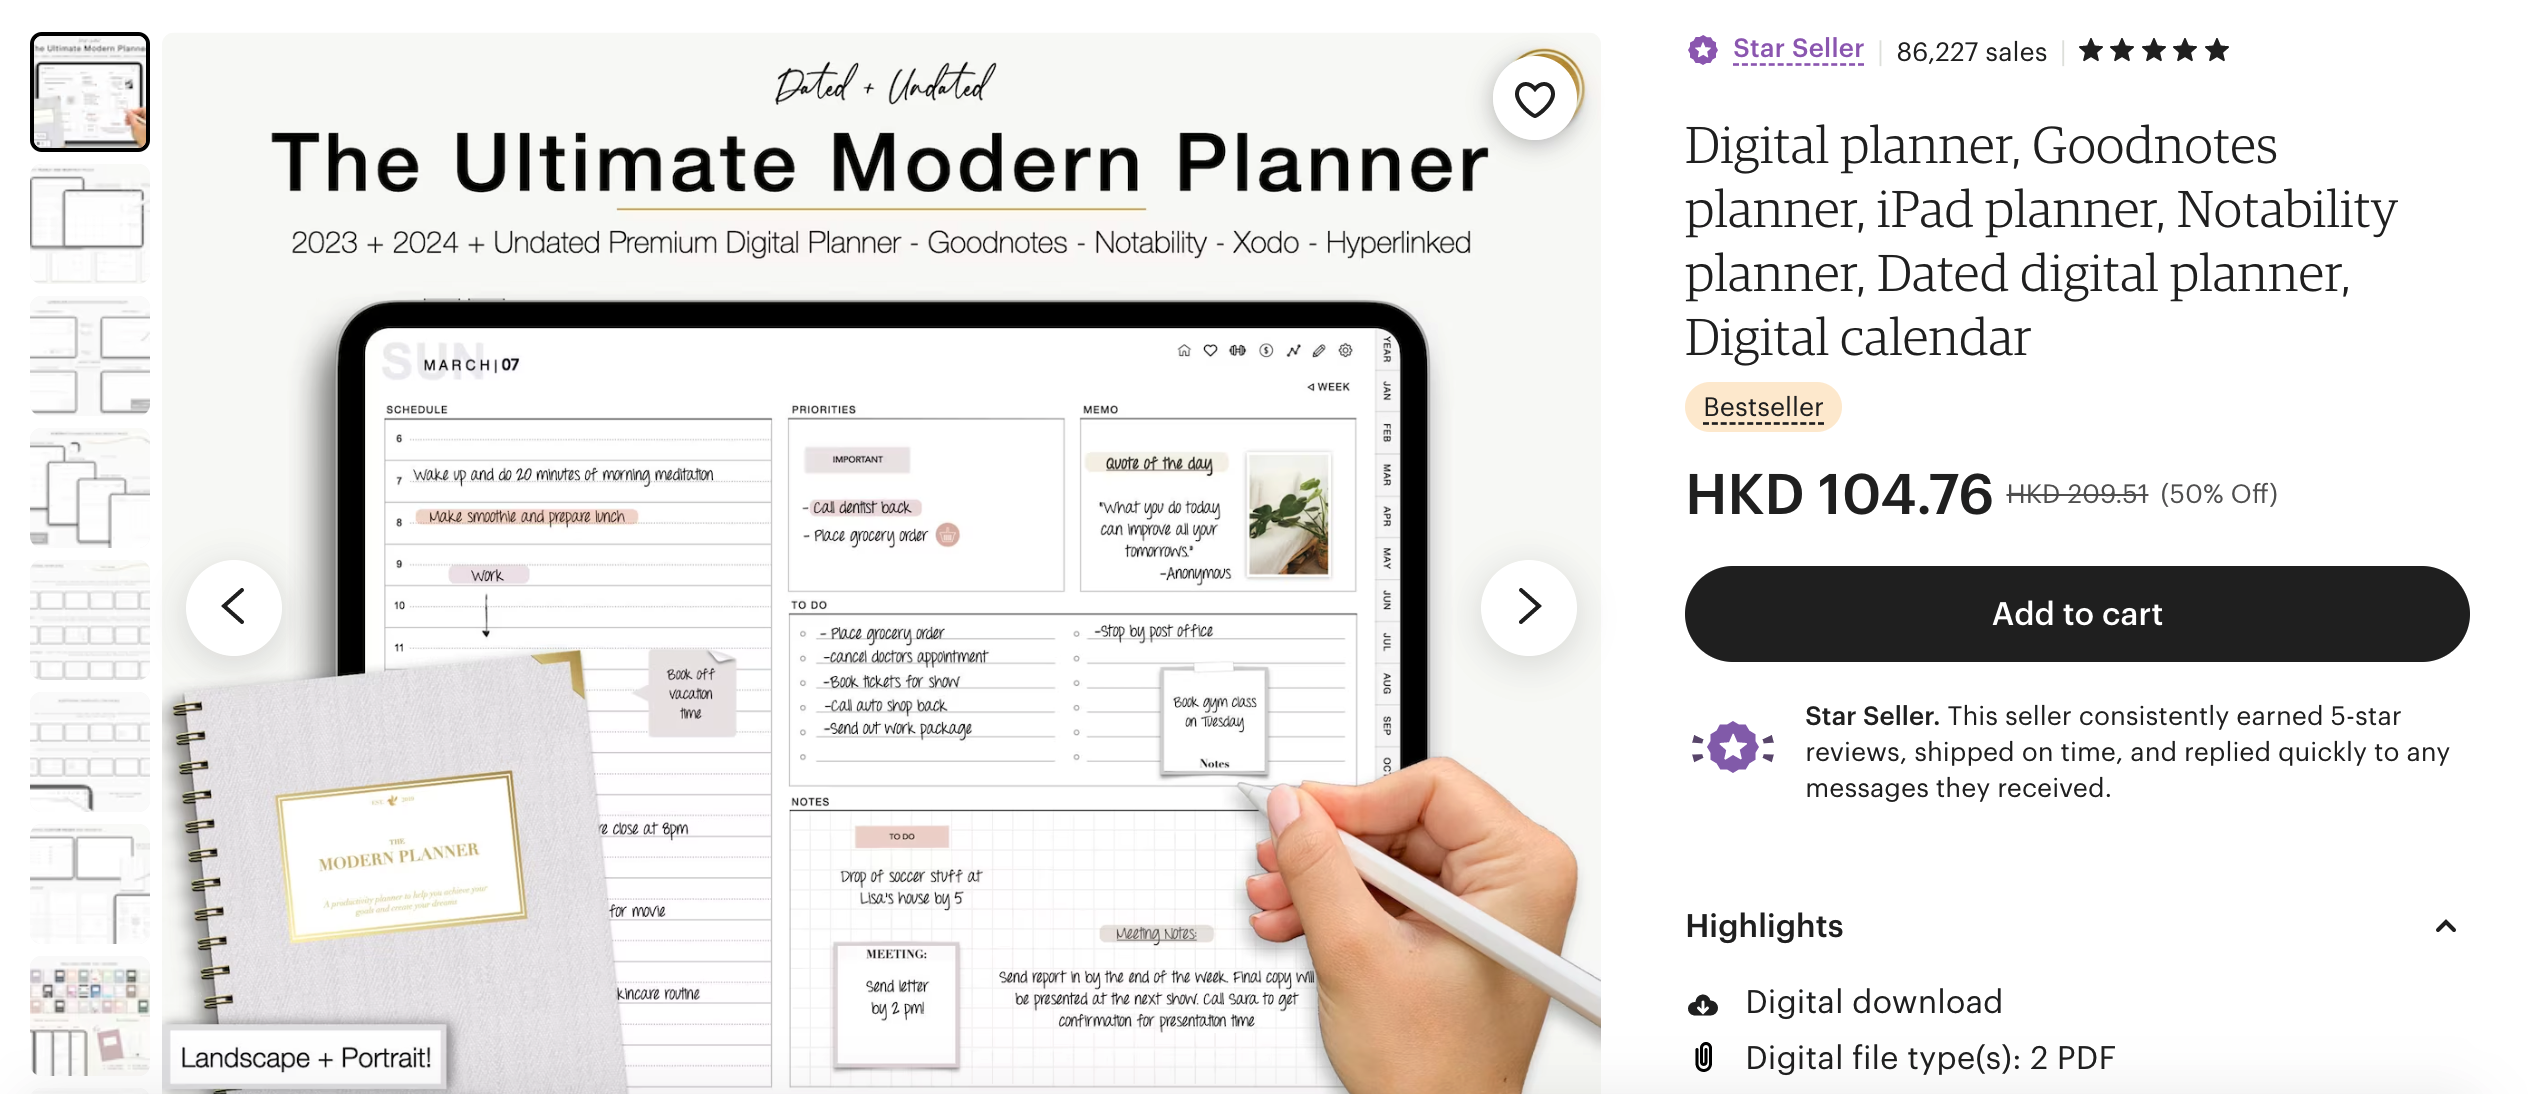 Star Seller
86,227 sales
Digital planner, Goodnotes
planner, iPad planner, Notability
planner, Dated digital planner,
Digital calendar
Bestseller
HKD 104.76 HKD 209.51 (50% Off)
Add to cart
Star Seller. This seller consistently earned 5-star
reviews, shipped on time, and replied quickly to any
messages they received.
Highlights
Digital download
Digital file type(s): 2 PDF
Dated + Undated
The Ultimate Modern Planner
2023 + 2024 + Undated Premium Digital Planner - Goodnotes - Notability - Xodo - Hyperlinked
SUN
MARCH | 07
WEEK
YEAR
JAN
FEB
MAR
APR
MAY
JUN
JUL
AUG
SEP
OC
SCHEDULE
6
7 Wake up and do 20 minutes of morning meditation
8 Make smoothie and prepare lunch
9
Work
10
11
Book off
vacation
time
re close at 8pm
for movie
kincare routine
PRIORITIES
IMPORTANT
- Call dentist back
- Place grocery order
MEMO
Quote of the day
"What you do today
can improve all your
tomorrows."
-Anonymous
TO DO
- Place grocery order
-cancel doctors appointment
-Book tickets for show
-Call auto shop back
-Send out work package
-Stop by post office
Book gym class
on Tuesday
Notes
NOTES
TO DO
Drop of soccer stuff at
Lisa's house by 5
MEETING:
Send letter
by 2 pm!
Meeting Notes:
Send report in by the end of the week. Final copy will
be presented at the next show. Call Sara to get
confirmation for presentation time
EST. 2019
THE
MODERN PLANNER
A productivity planner to help you achieve your
goals and create your dreams
Landscape + Portrait!